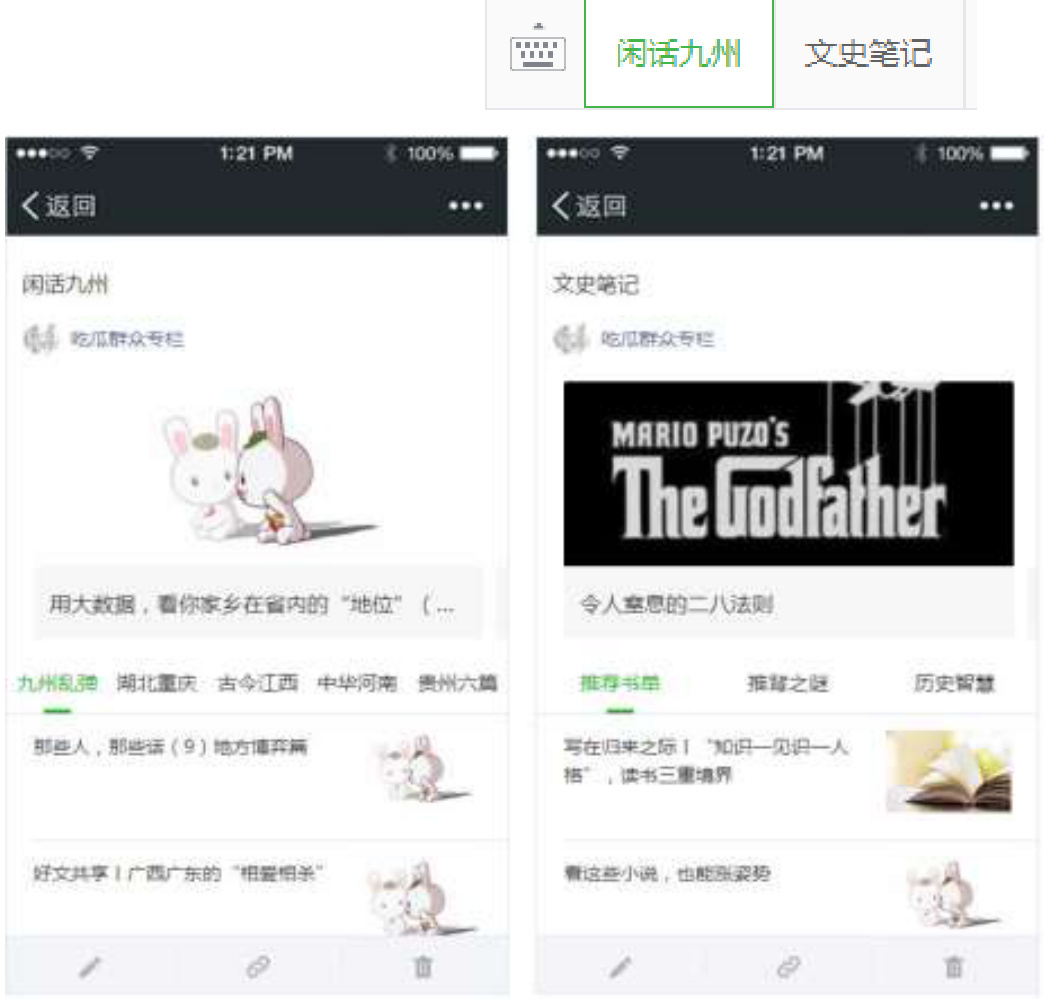 闲话九州 文史笔记
1:21 PM 100%
返回
闲话九州
吃瓜群众专栏
用大数据，看你家乡在省内的“地位”（...
九州乱弹 湖北重庆 古今江西 中华河南 贵州六篇
那些人，那些话（9）地方博弈篇
好文共享丨广西广东的“相爱相杀”
1:21 PM 100%
返回
文史笔记
吃瓜群众专栏
MARIO PUZO'S
The Godfather
令人窒息的二八法则
推荐书单 推背之谜 历史智慧
写在归来之际丨“知识—见识—人
格”，读书三重境界
看这些小说，也能涨姿势